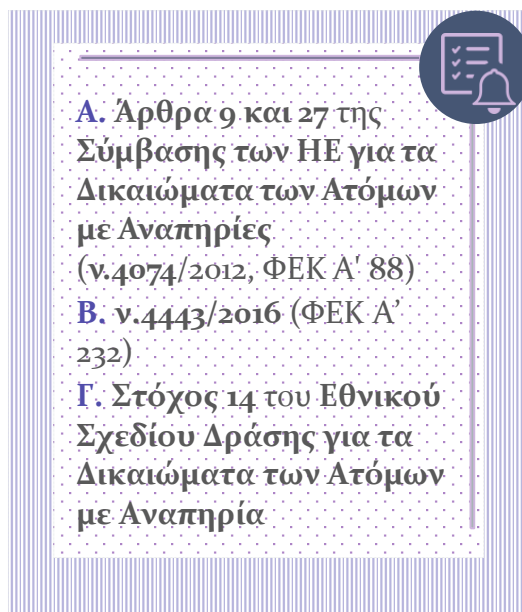 Α. Άρθρα 9 και 27 της
Σύμβασης των ΗΕ για τα
Δικαιώματα των Ατόμων
με Αναπηρίες
(ν.4074/2012, ΦΕΚ Α' 88)
Β. ν.4443/2016 (ΦΕΚ Α’
232)
Γ. Στόχος 14 του Εθνικού
Σχεδίου Δράσης για τα
Δικαιώματα των Ατόμων
με Αναπηρία